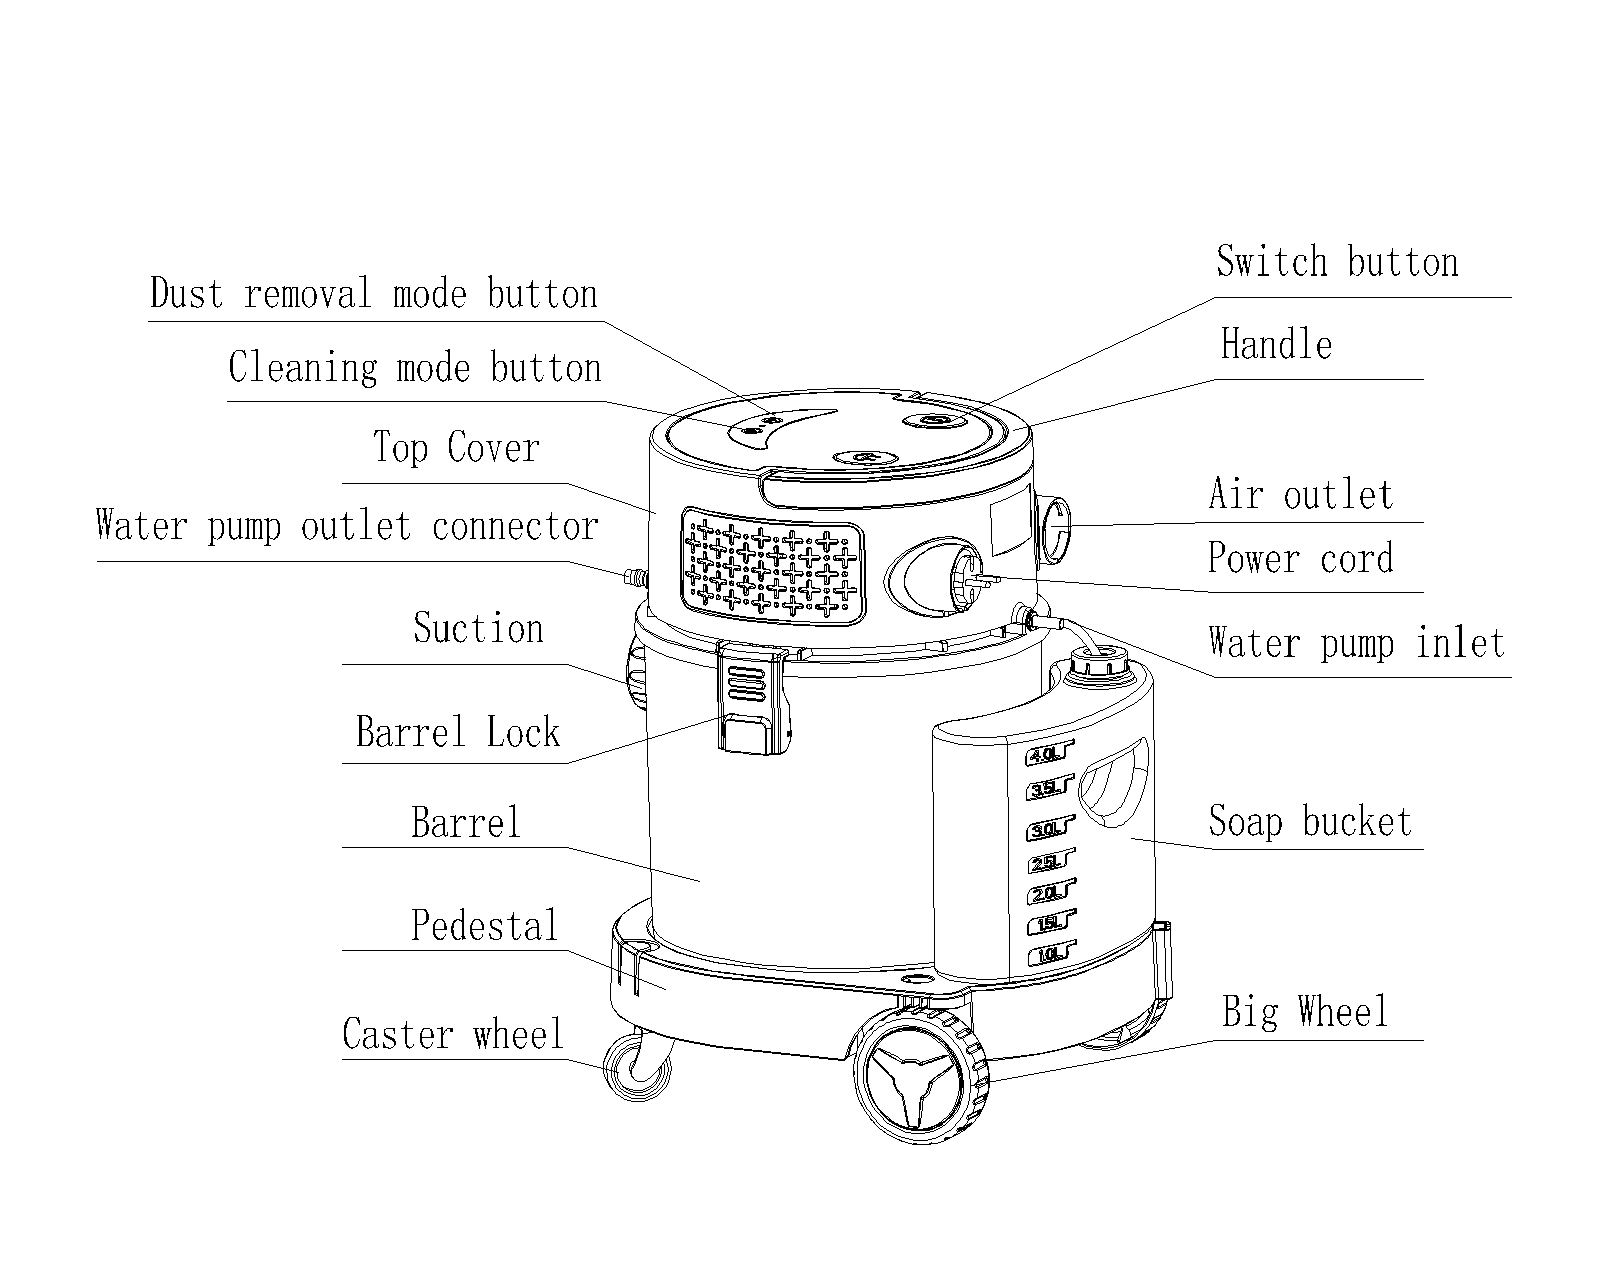 Switch button
Dust removal mode button
Handle
Cleaning mode button
Top Cover
Air outlet
Water pump outlet connector
Power cord
Suction
Water pump inlet
Barrel Lock
4.0L
3.5L
Barrel
Soap bucket
3.0L
2.5L
2.0L
Pedestal
1.5L
1.0L
Big Wheel
Caster wheel